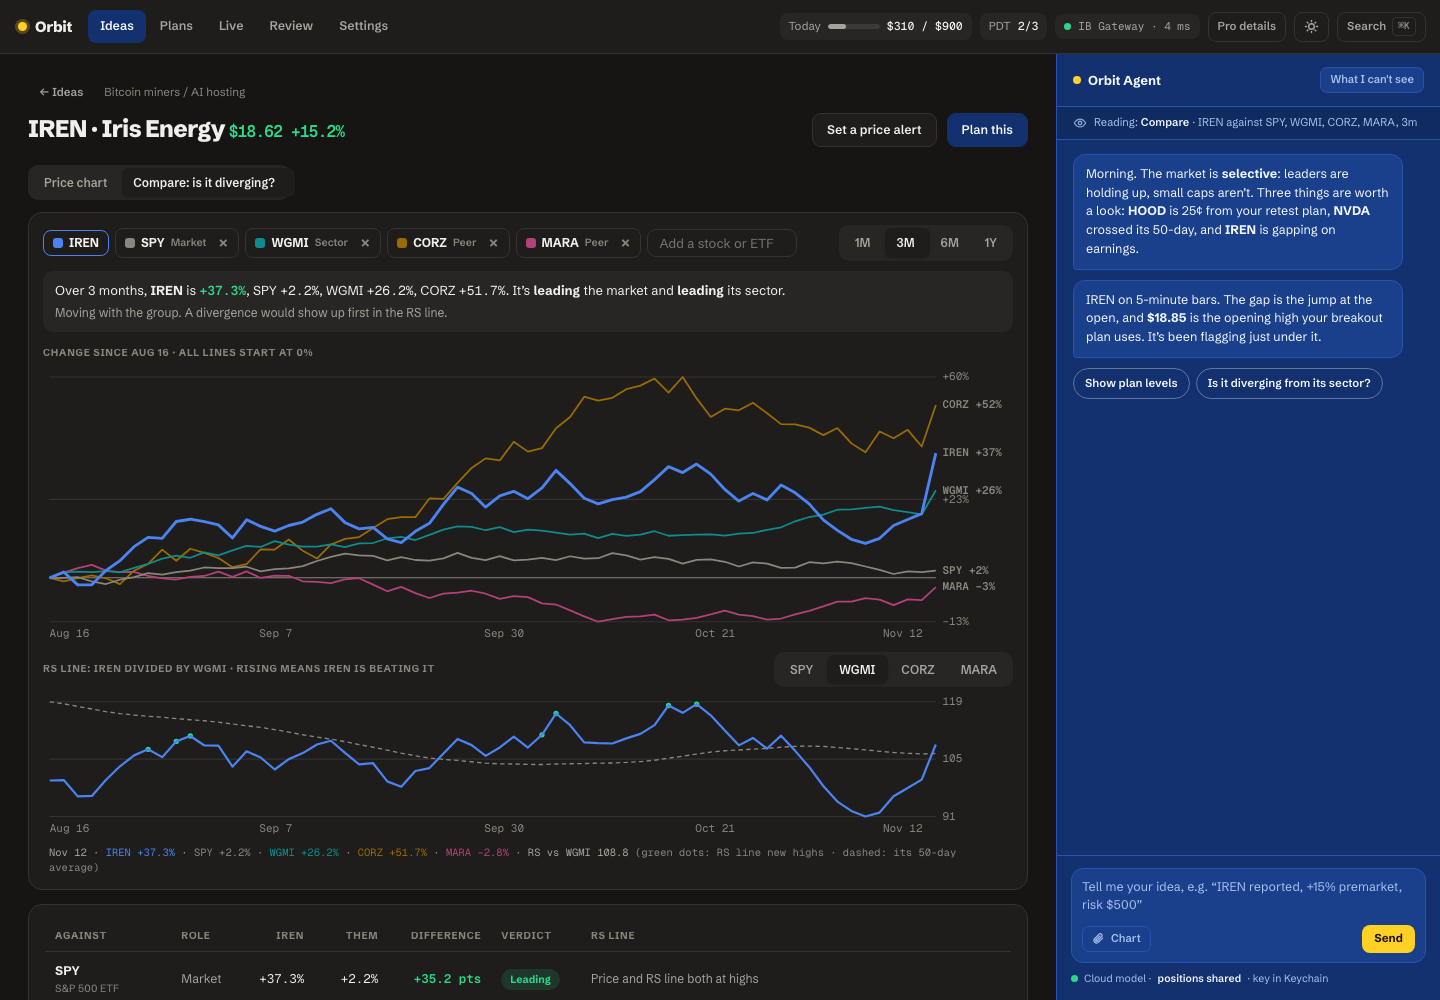 Orbit
Ideas
Plans
Live
Review
Settings
Today $310 / $900
PDT 2/3
IB Gateway · 4 ms
Pro details
Search ⌘K
← Ideas
Bitcoin miners / AI hosting
IREN · Iris Energy $18.62 +15.2%
Set a price alert
Plan this
Price chart
Compare: is it diverging?
IREN
SPY Market ×
WGMI Sector ×
CORZ Peer ×
MARA Peer ×
Add a stock or ETF
1M
3M
6M
1Y
Over 3 months, IREN is +37.3%, SPY +2.2%, WGMI +26.2%, CORZ +51.7%. It’s leading the market and leading its sector.
Moving with the group. A divergence would show up first in the RS line.
CHANGE SINCE AUG 16 · ALL LINES START AT 0%
+60%
CORZ +52%
IREN +37%
WGMI +26%
+23%
SPY +2%
MARA −3%
−13%
Aug 16
Sep 7
Sep 30
Oct 21
Nov 12
RS LINE: IREN DIVIDED BY WGMI · RISING MEANS IREN IS BEATING IT
SPY
WGMI
CORZ
MARA
119
105
91
Aug 16
Sep 7
Sep 30
Oct 21
Nov 12
Nov 12 · IREN +37.3% · SPY +2.2% · WGMI +26.2% · CORZ +51.7% · MARA −2.8% · RS vs WGMI 108.8 (green dots: RS line new highs · dashed: its 50-day
average)
AGAINST
ROLE
IREN
THEM
DIFFERENCE
VERDICT
RS LINE
SPY
S&P 500 ETF
Market
+37.3%
+2.2%
+35.2 pts
Leading
Price and RS line both at highs
Orbit Agent
What I can't see
Reading: Compare · IREN against SPY, WGMI, CORZ, MARA, 3m
Morning. The market is selective: leaders are
holding up, small caps aren’t. Three things are worth
a look: HOOD is 25¢ from your retest plan, NVDA
crossed its 50-day, and IREN is gapping on
earnings.
IREN on 5-minute bars. The gap is the jump at the
open, and $18.85 is the opening high your breakout
plan uses. It’s been flagging just under it.
Show plan levels
Is it diverging from its sector?
Tell me your idea, e.g. “IREN reported, +15% premarket,
risk $500”
Chart
Send
Cloud model · positions shared · key in Keychain